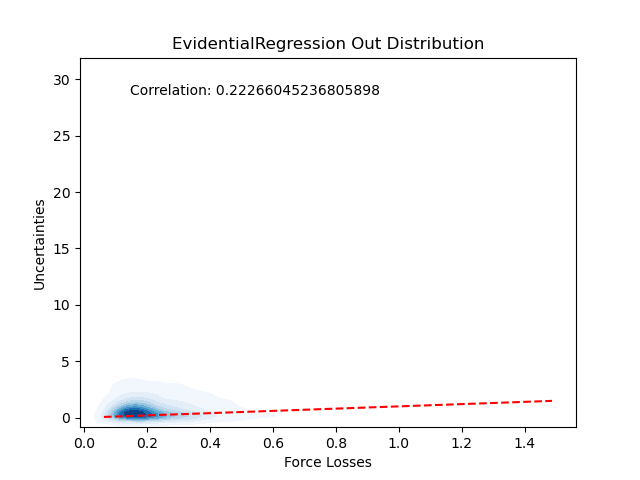 EvidentialRegression Out Distribution
Correlation: 0.22266045236805898
Uncertainties
30
25
20
15
10
5
0
0.0 0.2 0.4 0.6 0.8 1.0 1.2 1.4
Force Losses